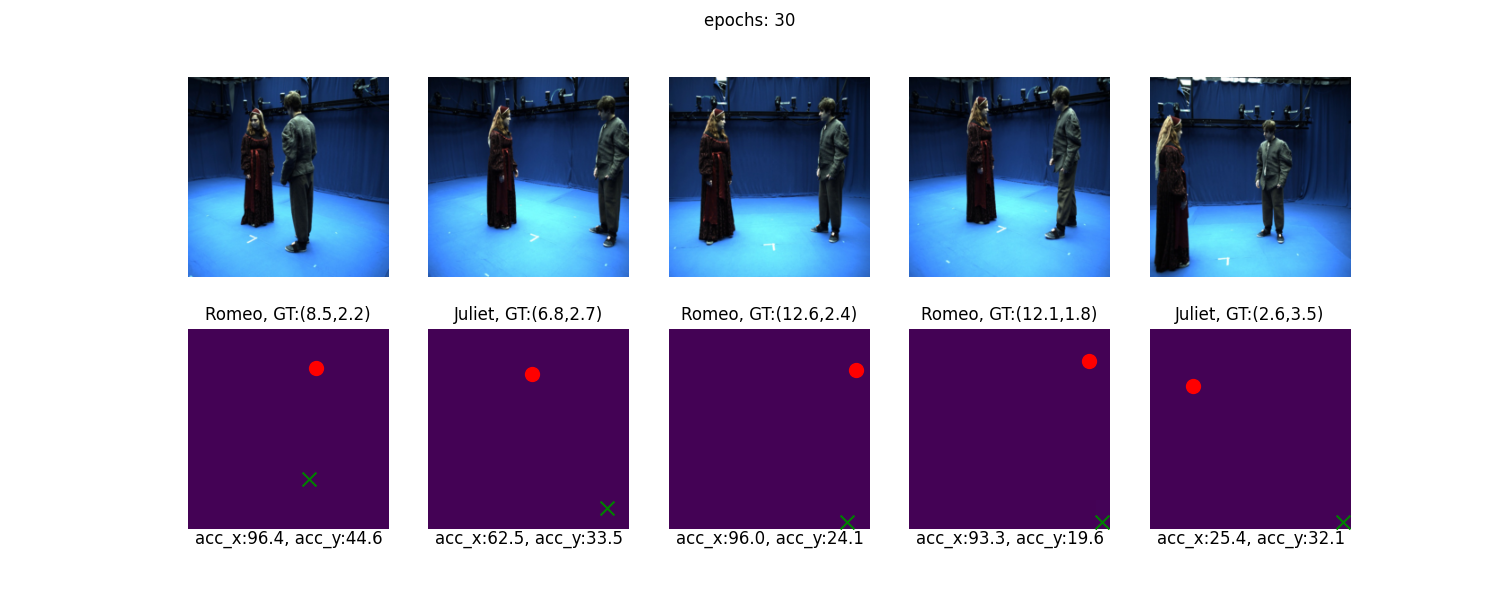 epochs: 30
Romeo, GT:(8.5,2.2)
Juliet, GT:(6.8,2.7)
Romeo, GT:(12.6,2.4)
Romeo, GT:(12.1,1.8)
Juliet, GT:(2.6,3.5)
acc_x:96.4, acc_y:44.6
acc_x:62.5, acc_y:33.5
acc_x:96.0, acc_y:24.1
acc_x:93.3, acc_y:19.6
acc_x:25.4, acc_y:32.1